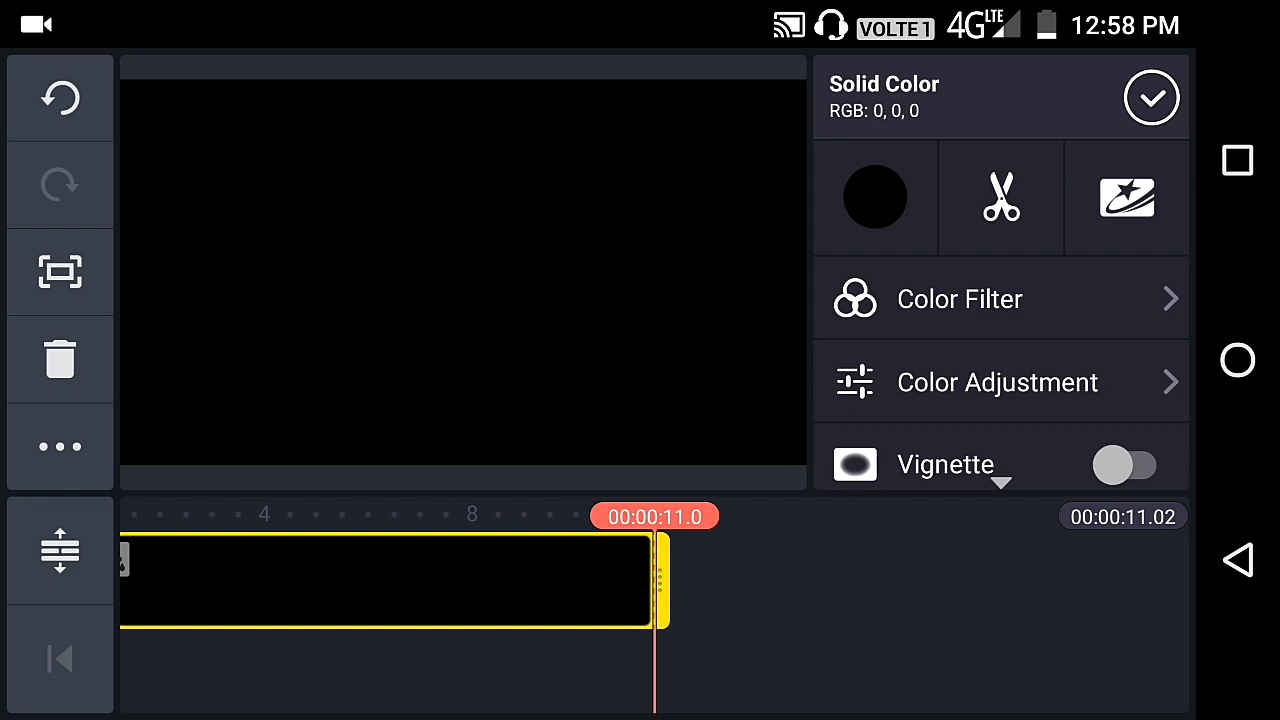 VOLTE 1 4G LTE 12:58 PM
Solid Color
RGB: 0, 0, 0
Color Filter
Color Adjustment
Vignette
4 8 00:00:11.0 00:00:11.02